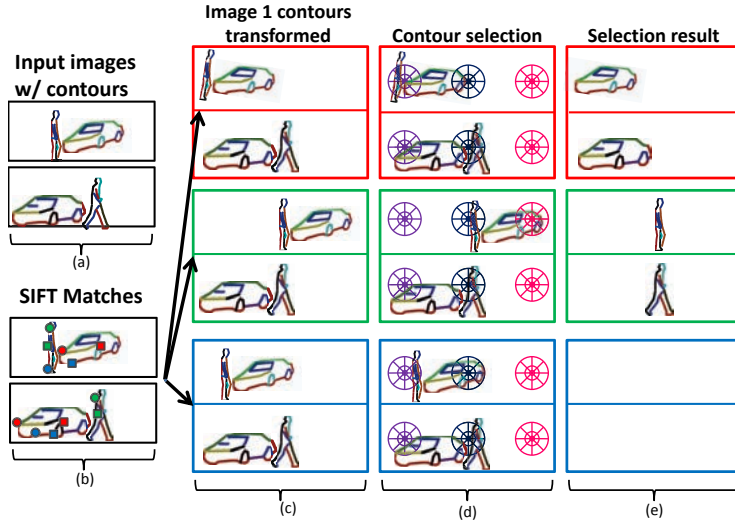 Input images
w/ contours
(a)
SIFT Matches
(b)
Image 1 contours
transformed
(c)
Contour selection
(d)
Selection result
(e)